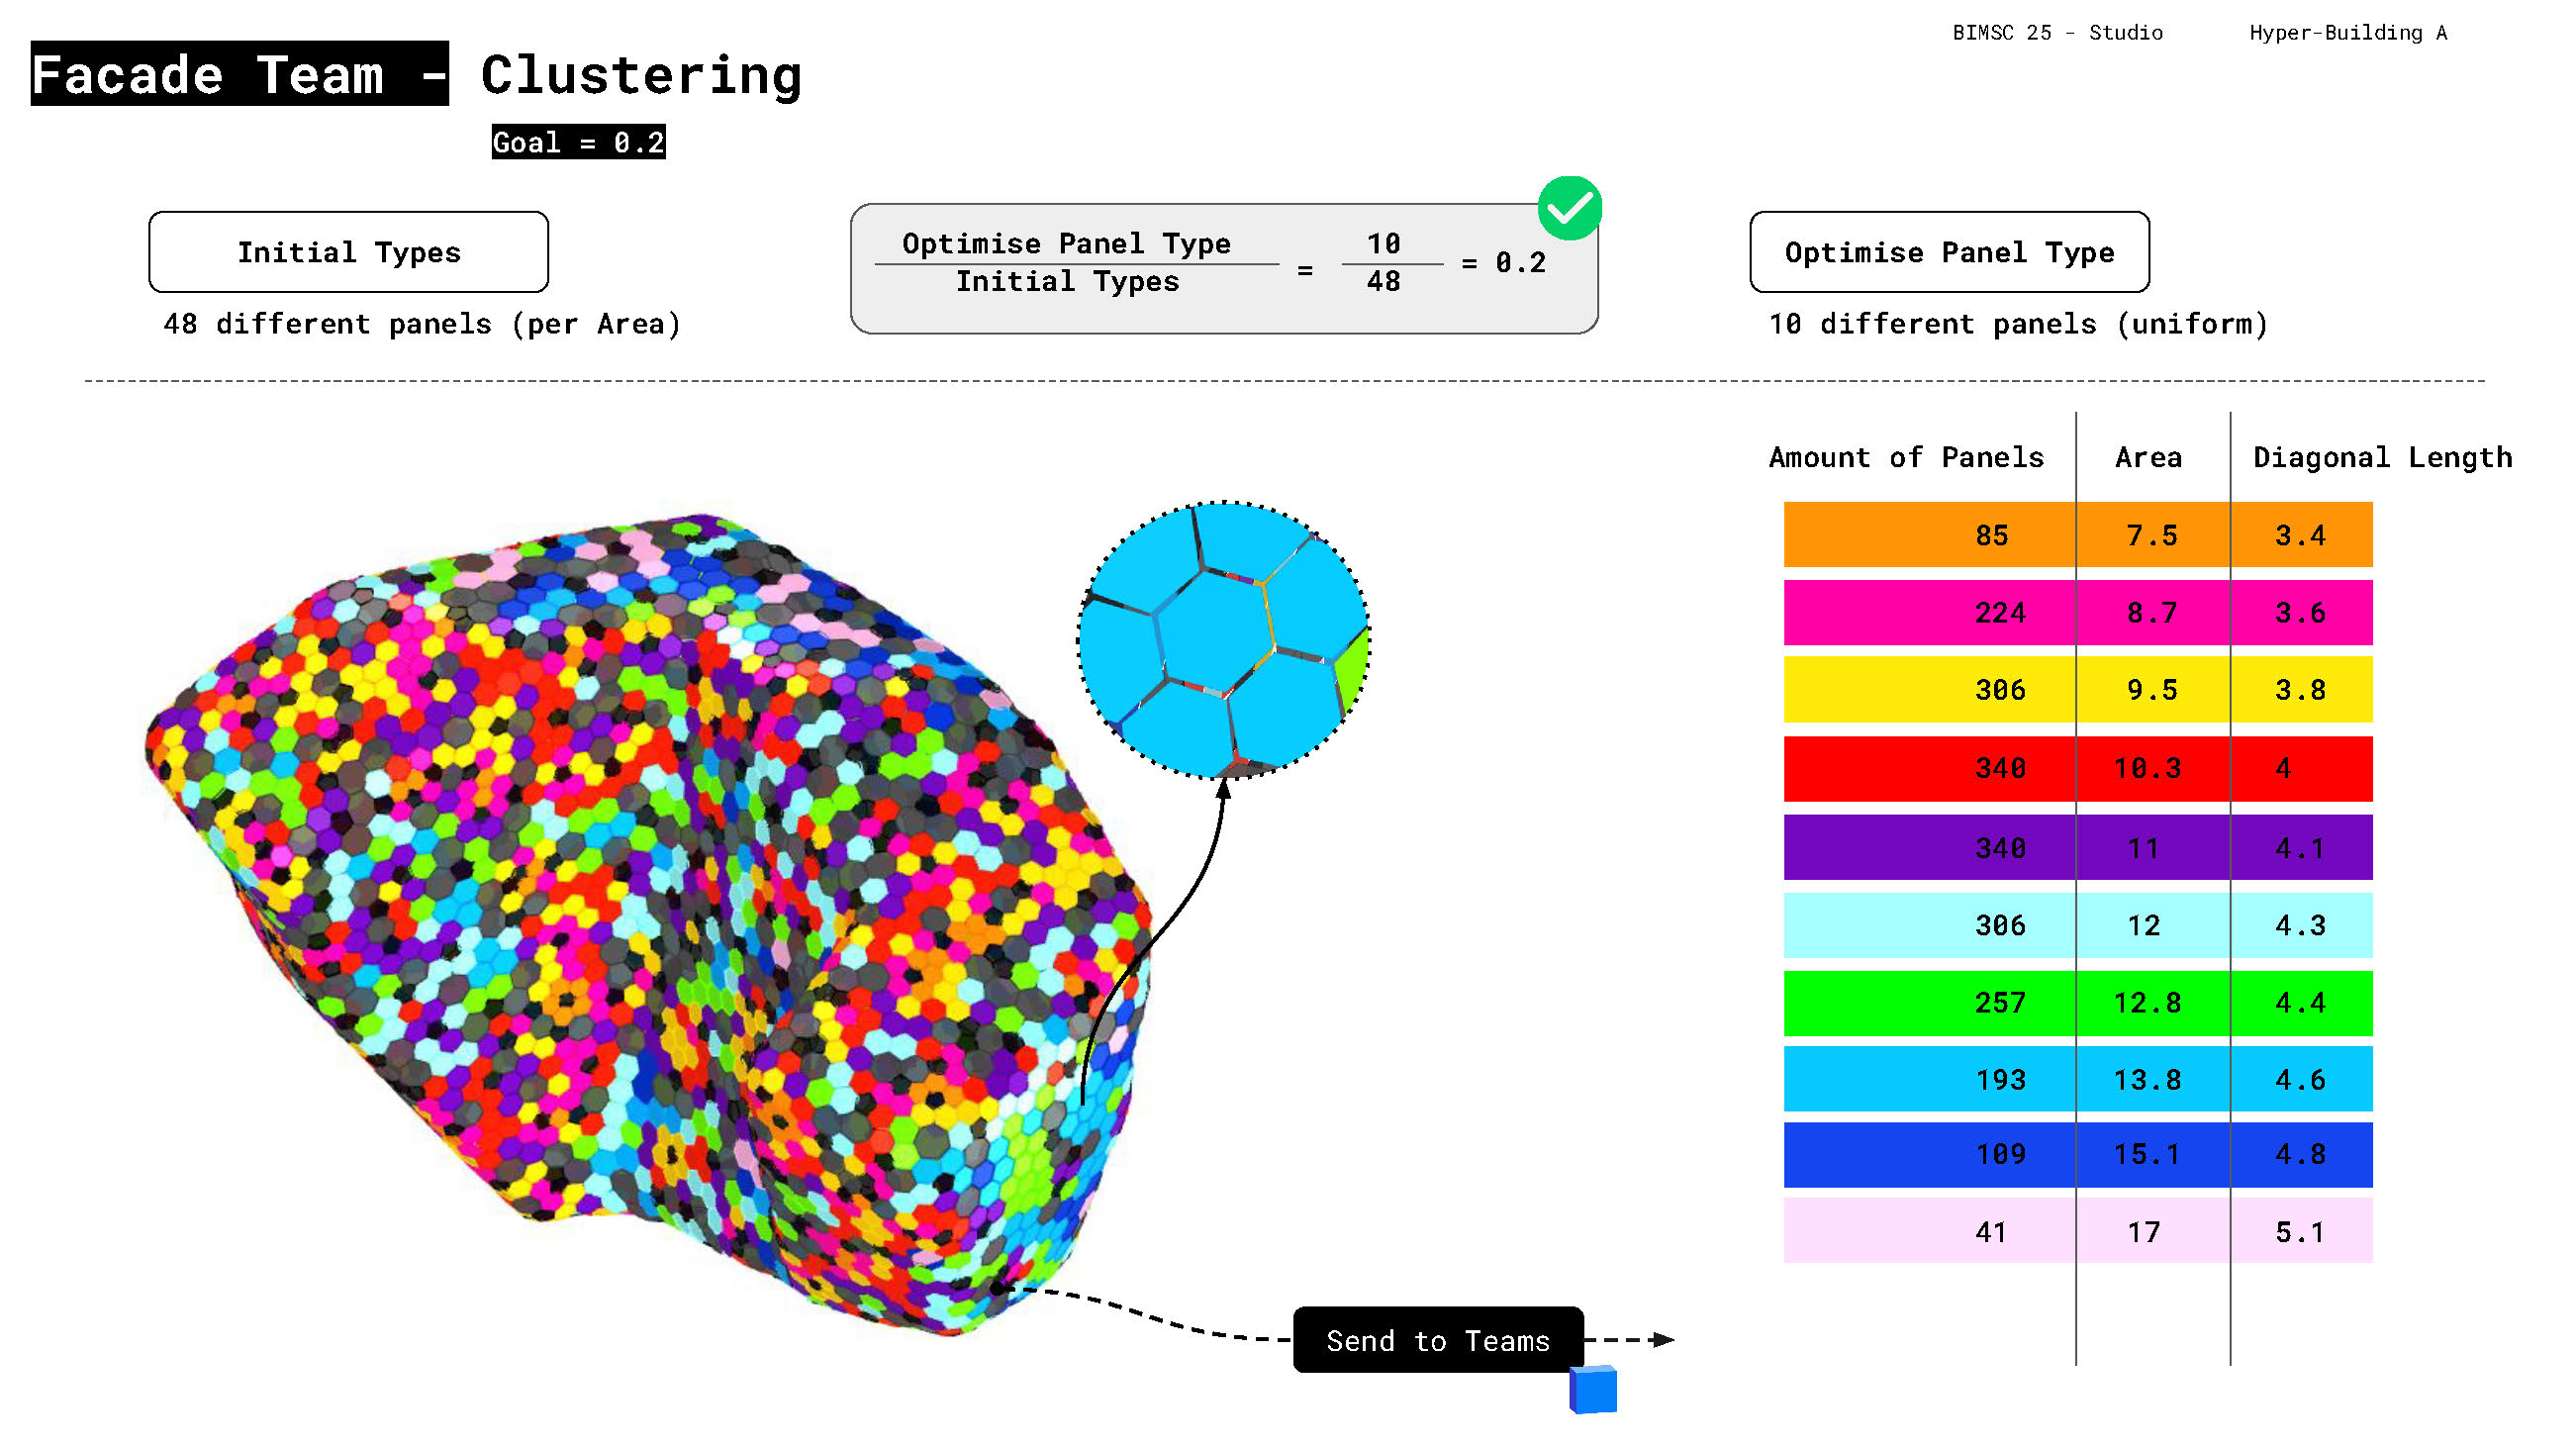 BIMSC 25 - Studio Hyper-Building A
Facade Team - Clustering
Goal = 0.2
Initial Types
48 different panels (per Area)
Optimise Panel Type
Initial Types
=
10
48
= 0.2
Optimise Panel Type
10 different panels (uniform)
Amount of Panels Area Diagonal Length
85 7.5 3.4
224 8.7 3.6
306 9.5 3.8
340 10.3 4
340 11 4.1
306 12 4.3
257 12.8 4.4
193 13.8 4.6
109 15.1 4.8
41 17 5.1
Send to Teams